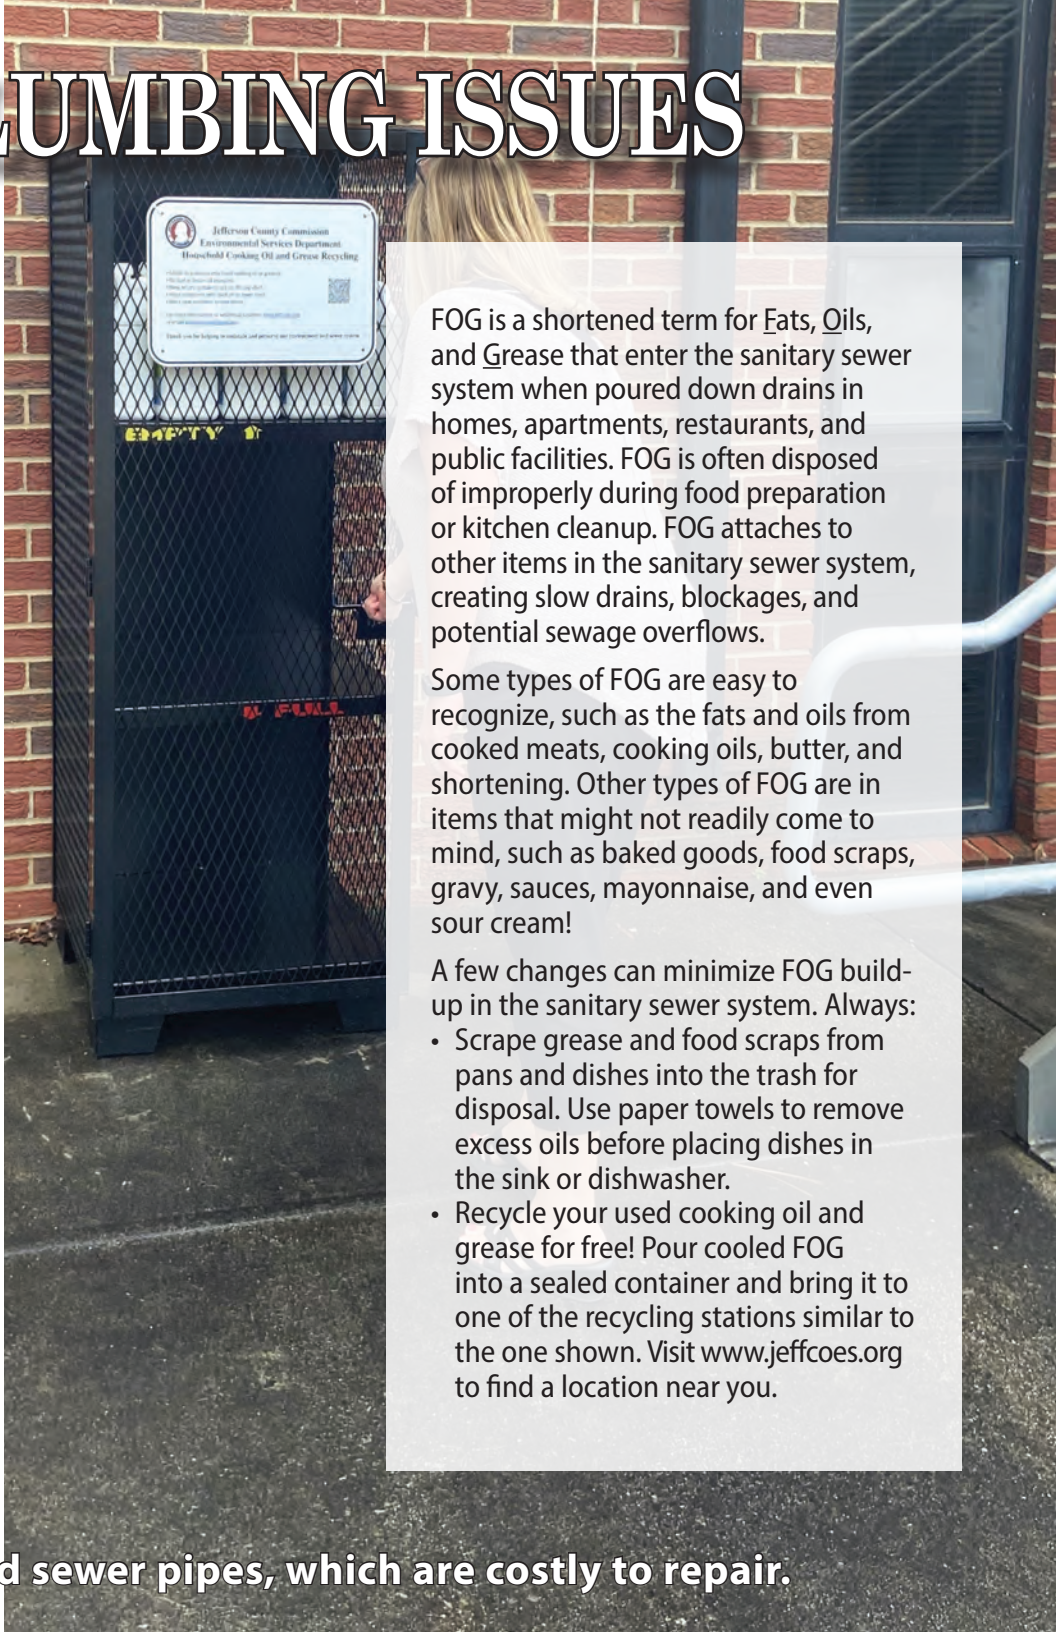 LUMBING ISSUES
Jefferson County Commission
Environmental Services Department
Household Cooking Oil and Grease Recycling
EMPTY
FULL
FOG is a shortened term for Fats, Oils,
and Grease that enter the sanitary sewer
system when poured down drains in
homes, apartments, restaurants, and
public facilities. FOG is often disposed
of improperly during food preparation
or kitchen cleanup. FOG attaches to
other items in the sanitary sewer system,
creating slow drains, blockages, and
potential sewage overflows.
Some types of FOG are easy to
recognize, such as the fats and oils from
cooked meats, cooking oils, butter, and
shortening. Other types of FOG are in
items that might not readily come to
mind, such as baked goods, food scraps,
gravy, sauces, mayonnaise, and even
sour cream!
A few changes can minimize FOG build-
up in the sanitary sewer system. Always:
• Scrape grease and food scraps from
pans and dishes into the trash for
disposal. Use paper towels to remove
excess oils before placing dishes in
the sink or dishwasher.
• Recycle your used cooking oil and
grease for free! Pour cooled FOG
into a sealed container and bring it to
one of the recycling stations similar to
the one shown. Visit www.jeffcoes.org
to find a location near you.
d sewer pipes, which are costly to repair.